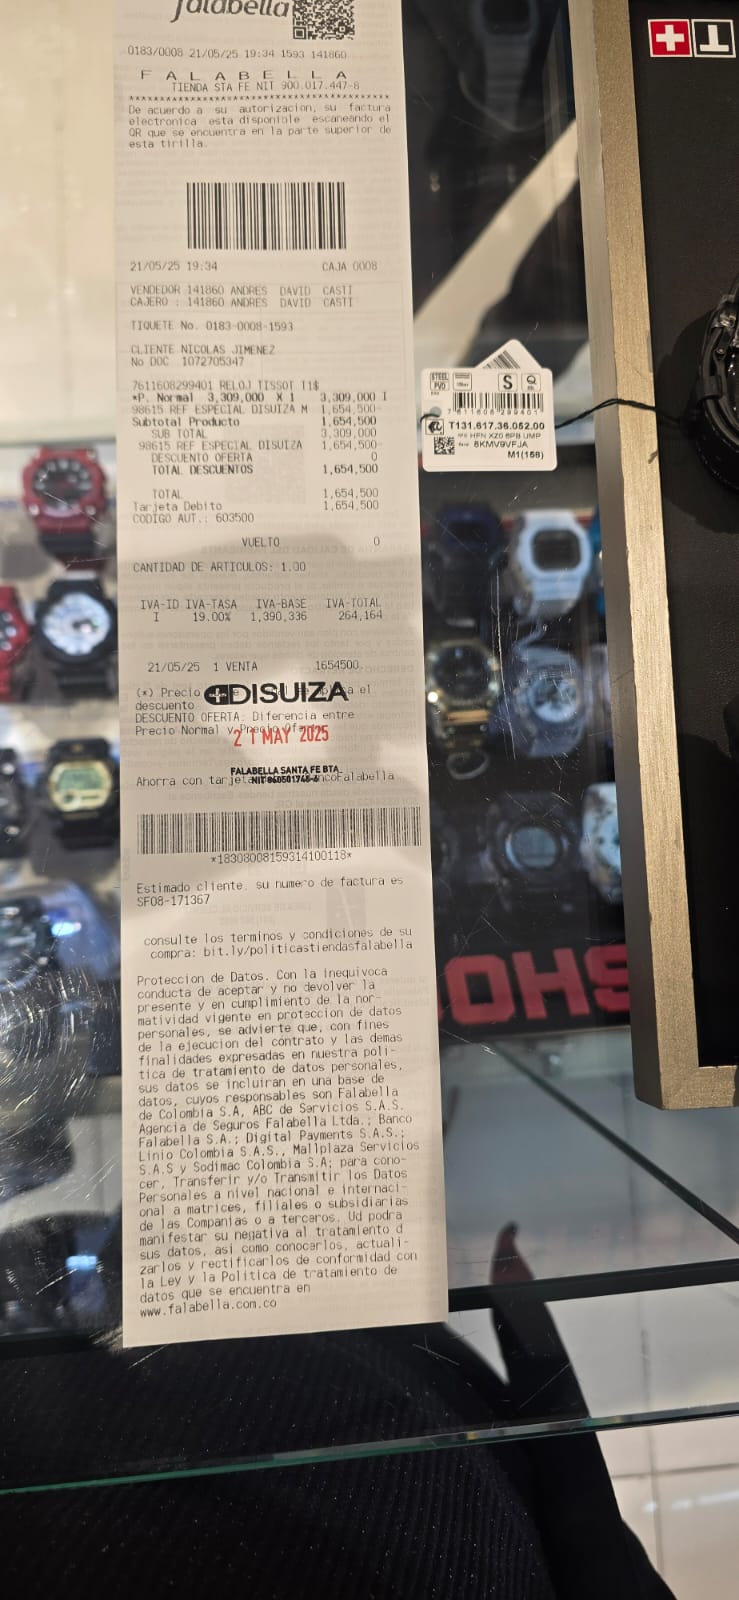 falabella
0183/0008 21/05/25 19:34 1593 141860
F A L A B E L L A
TIENDA STA FE NIT 900.017.447-8
De acuerdo a su autorizacion, su factura
electronica esta disponible escaneando el
QR que se encuentra en la parte superior de
esta tirilla.
21/05/25 19:34 CAJA 0008
VENDEDOR 141860 ANDRES DAVID CASTI
CAJERO : 141860 ANDRES DAVID CASTI
TIQUETE No. 0183-0008-1593
CLIENTE NICOLAS JIMENEZ
No DOC 1072705347
7611608299401 RELOJ TISSOT T1$
*P. Normal 3,309,000 X 1 3,309,000 I
98615 REF ESPECIAL DISUIZA M 1,654,500-
Subtotal Producto 1,654,500
SUB TOTAL 3,309,000
98615 REF ESPECIAL DISUIZA 1,654,500-
DESCUENTO OFERTA 0
TOTAL DESCUENTOS 1,654,500
TOTAL 1,654,500
Tarjeta Debito 1,654,500
CODIGO AUT.: 603500
VUELTO 0
CANTIDAD DE ARTICULOS: 1.00
IVA-ID IVA-TASA IVA-BASE IVA-TOTAL
I 19.00% 1,390,336 264,164
21/05/25 1 VENTA 1654500
(*) Precio el
DISUIZA
descuento
DESCUENTO OFERTA: Diferencia entre
Precio Normal y Precio
21 MAY 2025
FALABELLA SANTA FE BTA
Ahorra con BancoFalabella
*18308008159314100118*
Estimado cliente, su numero de factura es
SF08-171367
consulte los terminos y condiciones de su
compra: bit.ly/politicastiendasfalabella
Proteccion de Datos. Con la inequivoca
conducta de aceptar y no devolver la
presente y en cumplimiento de la nor-
matividad vigente en proteccion de datos
personales, se advierte que, con fines
de la ejecucion del contrato y las demas
finalidades expresadas en nuestra poli-
tica de tratamiento de datos personales,
sus datos se incluiran en una base de
datos, cuyos responsables son Falabella
de Colombia S.A, ABC de Servicios S.A.S.
Agencia de Seguros Falabella Ltda.; Banco
Falabella S.A.; Digital Payments S.A.S.;
Linio Colombia S.A.S., Mallplaza Servicios
S.A.S y Sodimac Colombia S.A; para cono-
cer, Transferir y/o Transmitir los Datos
Personales a nivel nacional e internaci-
onal a matrices, filiales o subsidiarias
de las Companias o a terceros. Ud podra
manifestar su negativa al tratamiento d
sus datos, asi como conocerlos, actuali-
zarlos y rectificarlos de conformidad con
la Ley y la Politica de tratamiento de
datos que se encuentra en
www.falabella.com.co
STEEL
PVD
S
7611608299401
T131.617.36.052.00
HFN XZ0 6PB UMP
8KMV9VFJA
M1(158)
T
SHO